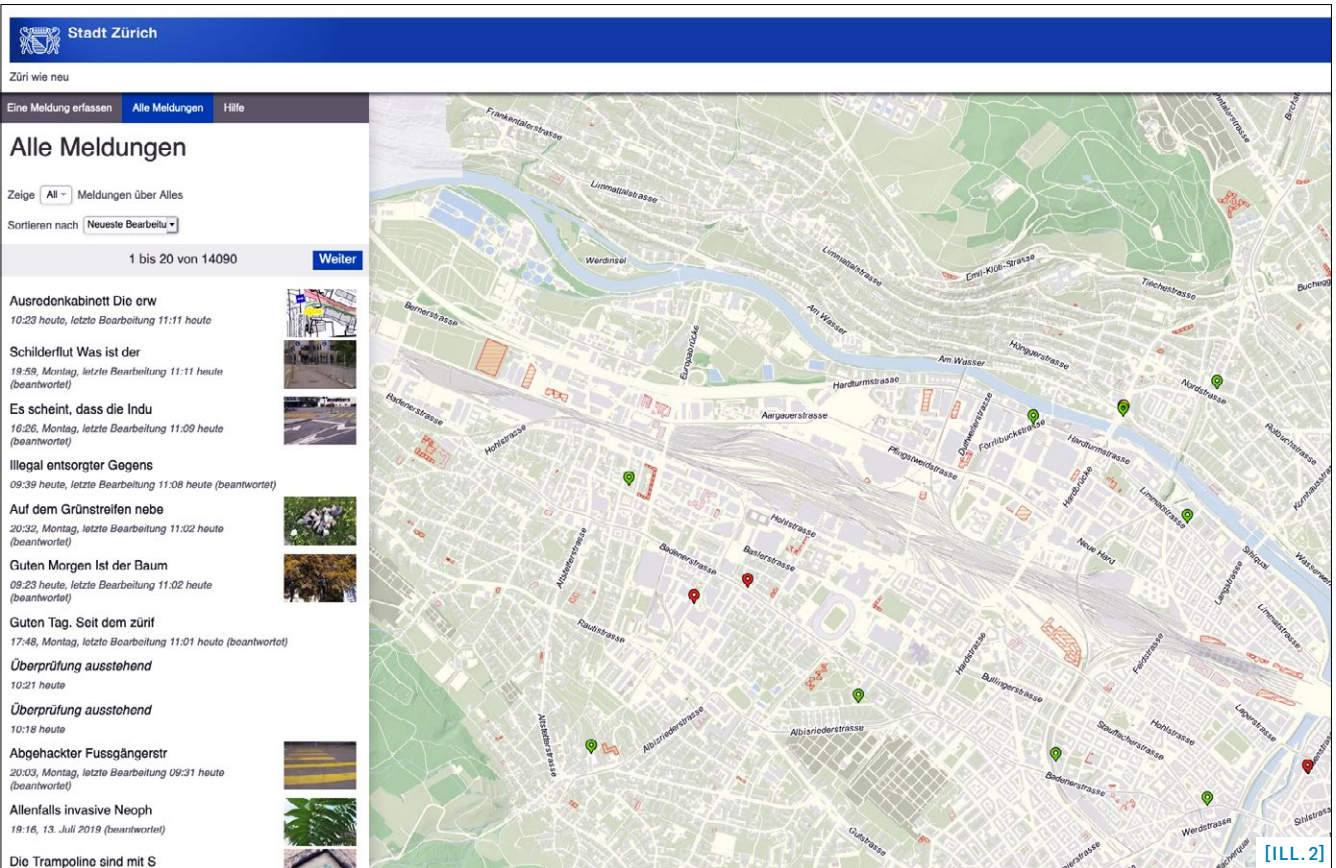 Stadt Zürich
Züri wie neu
Eine Meldung erfassen Alle Meldungen Hilfe
Alle Meldungen
Zeige All Meldungen über Alles
Sortieren nach Neueste Bearbeitu
1 bis 20 von 14090 Weiter
Ausredenkabinett Die erw
10:23 heute, letzte Bearbeitung 11:11 heute
Schilderflut Was ist der
19:59, Montag, letzte Bearbeitung 11:11 heute
(beantwortet)
Es scheint, dass die Indu
16:26, Montag, letzte Bearbeitung 11:09 heute
(beantwortet)
Illegal entsorgter Gegens
09:39 heute, letzte Bearbeitung 11:08 heute (beantwortet)
Auf dem Grünstreifen nebe
20:32, Montag, letzte Bearbeitung 11:02 heute
(beantwortet)
Guten Morgen Ist der Baum
09:23 heute, letzte Bearbeitung 11:02 heute
(beantwortet)
Guten Tag. Seit dem zürif
17:48, Montag, letzte Bearbeitung 11:01 heute (beantwortet)
Überprüfung ausstehend
10:21 heute
Überprüfung ausstehend
10:18 heute
Abgehackter Fussgängerstr
20:03, Montag, letzte Bearbeitung 09:31 heute
(beantwortet)
Allenfalls invasive Neoph
19:16, 13. Juli 2019 (beantwortet)
Die Trampoline sind mit S
Frankentalerstrasse
Limmattalstrasse
Werdinsel
Limmattalstrasse
Emil-Klöti-Strasse
Tièchestrasse
Buchegg
Bernerstrasse
Europabrücke
Am Wasser
Am Wasser
Hönggerstrasse
Nordstrasse
Hardturmstrasse
Badenerstrasse
Hohlstrasse
Aargauerstrasse
Duttweilerstrasse
Förrlibuckstrasse
Hardturmstrasse
Rotbuchstrasse
Pfingstweidstrasse
Hardbrücke
Limmatstrasse
Kornhausstra
Hohlstrasse
Neue Hard
Sihlquai
Wasserwe
Altstetterstrasse
Badenerstrasse
Baslerstrasse
Langstrasse
Limmatstrasse
Rautistrasse
Hardstrasse
Feldstrasse
Bullingerstrasse
Altstetterstrasse
Albisriederstrasse
Albisriederstrasse
Stauffacherstrasse
Hohlstrasse
Lagerstrasse
Badenerstrasse
Gutstrasse
Werdstrasse
Sihlstras
[ILL.2]